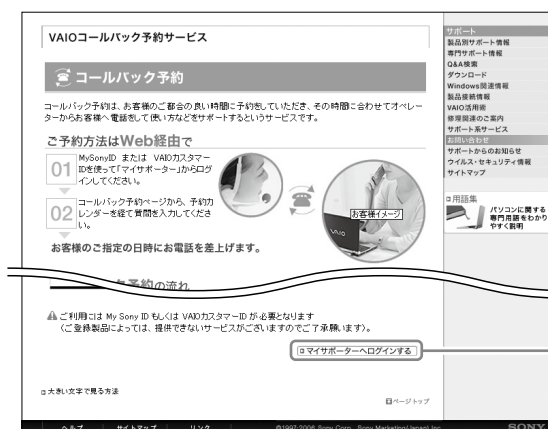 VAIOコールバック予約サービス
コールバック予約
コールバック予約は、お客様のご都合の良い時間に予約をしていただき、その時間に合わせてオペレー
ターからお客様へ電話をして使い方などをサポートするというサービスです。
ご予約方法はWeb経由で
01
MySonyID または VAIOカスタマー
IDを使って「マイサポーター」からログ
インしてください。
02
コールバック予約ページから、予約カ
レンダーを経て質問を入力してくださ
い。
お客様イメージ
VAIO
お客様のご指定の日時にお電話を差上げます。
ク予約の流れ
ご利用には My Sony ID もしくは VAIOカスタマーID が必要となります
(ご登録製品によっては、提供できないサービスがございますのでご了承願います)。
マイサポーターへログインする
大きい文字で見る方法
ページトップ
ヘルプ
サイトマップ
リンク
©1997-2006 Sony Corp., Sony Marketing(Japan) Inc.
SONY
サポート
製品別サポート情報
専門サポート情報
Q&A検索
ダウンロード
Windows関連情報
製品接続情報
VAIO活用術
修理関連のご案内
サポート系サービス
お問い合わせ
サポートからのお知らせ
ウイルス・セキュリティ情報
サイトマップ
用語集
パソコンに関する
専門用語をわかり
やすく説明